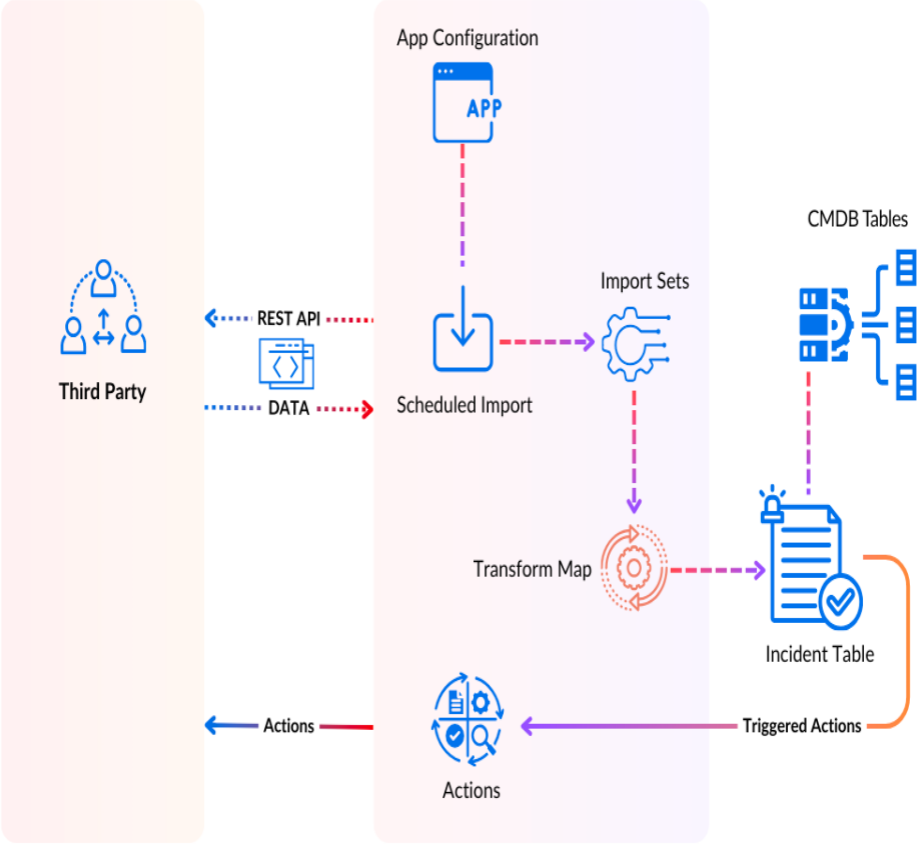 App Configuration
APP
CMDB Tables
Import Sets
REST API
Third Party
DATA
Scheduled Import
Transform Map
Incident Table
Actions
Triggered Actions
Actions